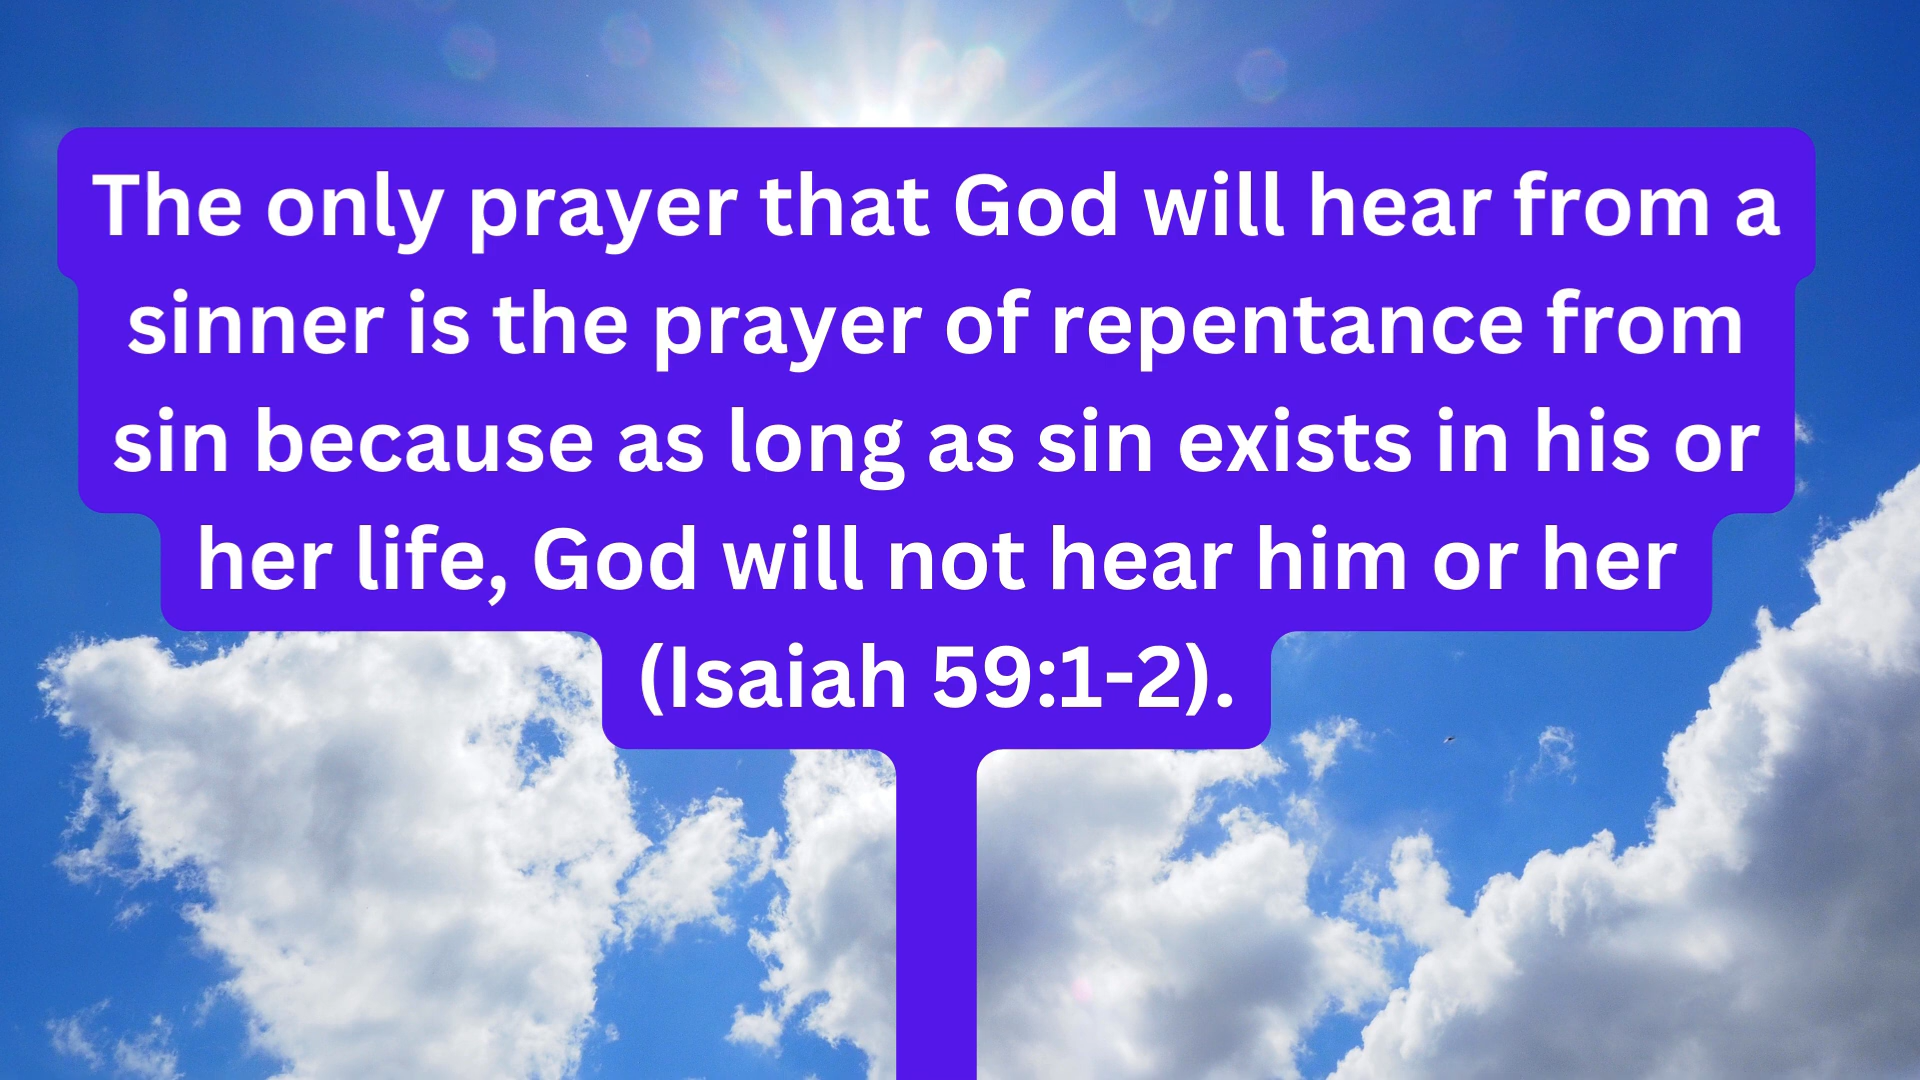 The only prayer that God will hear from a
sinner is the prayer of repentance from
sin because as long as sin exists in his or
her life, God will not hear him or her
(Isaiah 59:1-2).